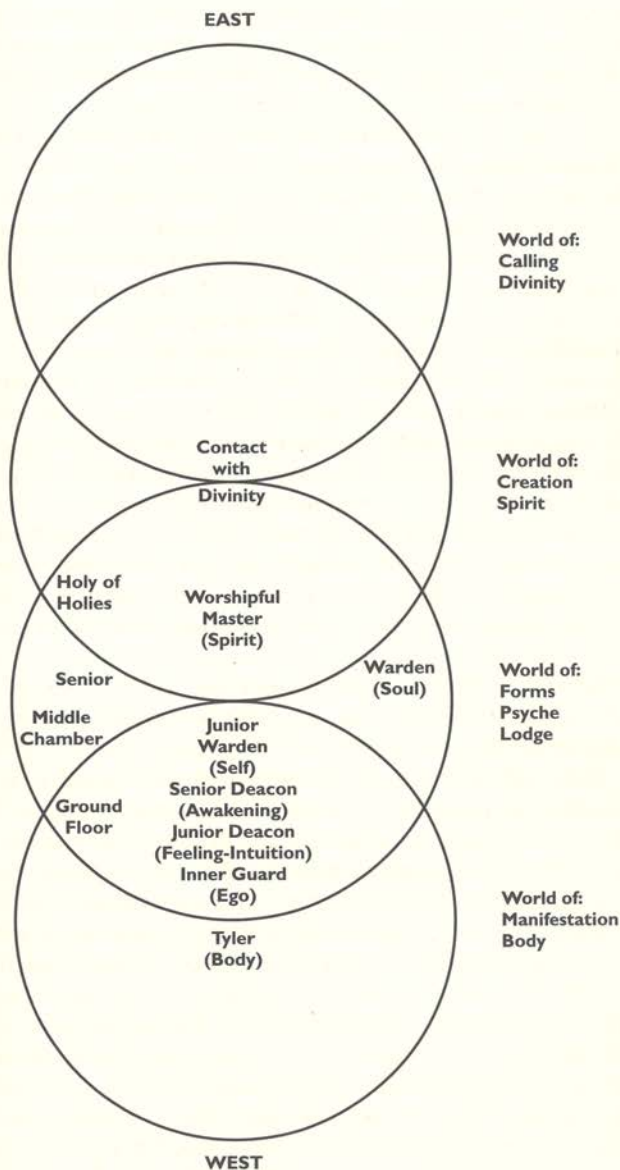 EAST
World of:
Calling
Divinity
Contact
with
Divinity
World of:
Creation
Spirit
Holy of
Holies
Worshipful
Master
(Spirit)
Senior
Warden
(Soul)
World of:
Forms
Psyche
Lodge
Middle
Chamber
Junior
Warden
(Self)
Senior Deacon
(Awakening)
Junior Deacon
(Feeling-Intuition)
Inner Guard
(Ego)
Ground
Floor
World of:
Manifestation
Body
Tyler
(Body)
WEST